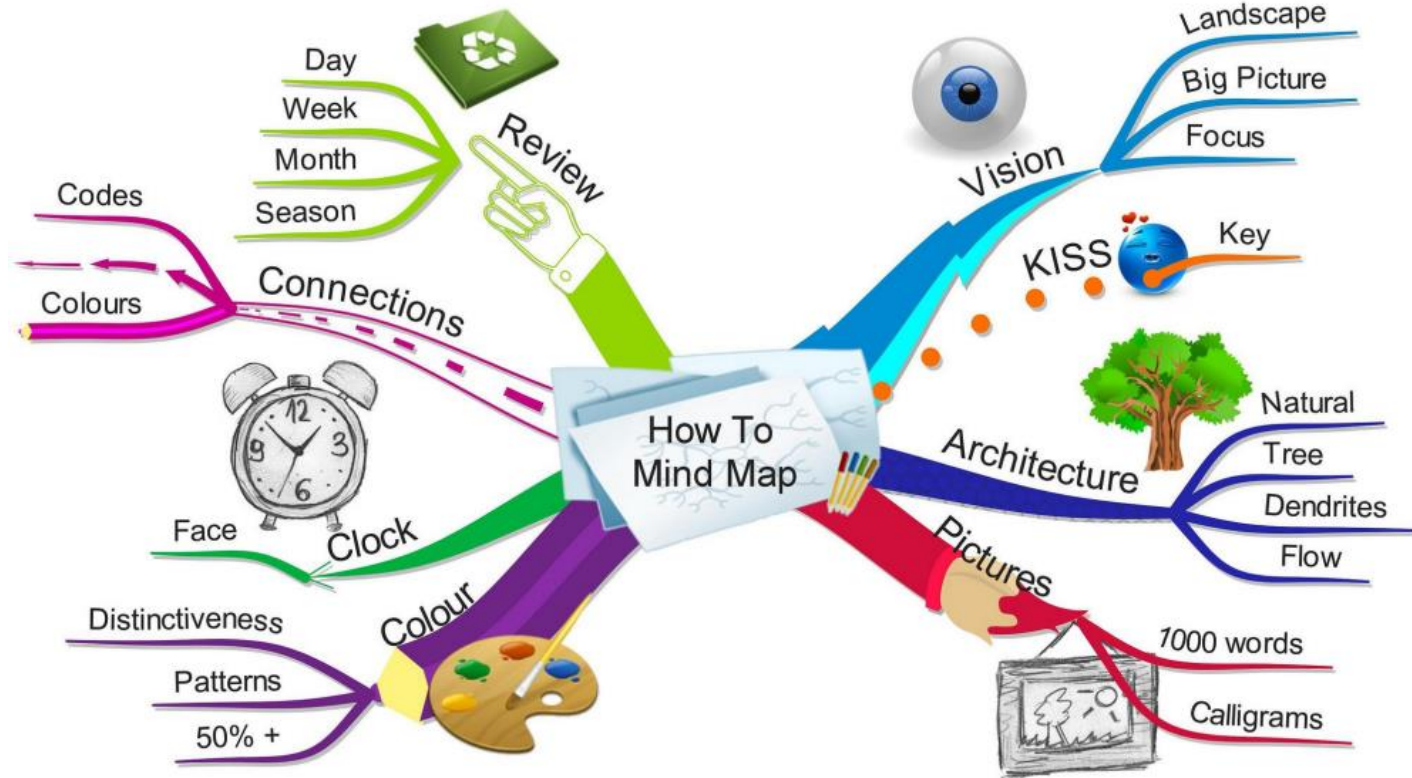 How To
Mind Map
Vision
Landscape
Big Picture
Focus
KISS
Key
Architecture
Natural
Tree
Dendrites
Flow
Pictures
1000 words
Calligrams
Colour
Distinctiveness
Patterns
50% +
Clock
Face
12
9
3
6
Connections
Codes
Colours
Review
Day
Week
Month
Season